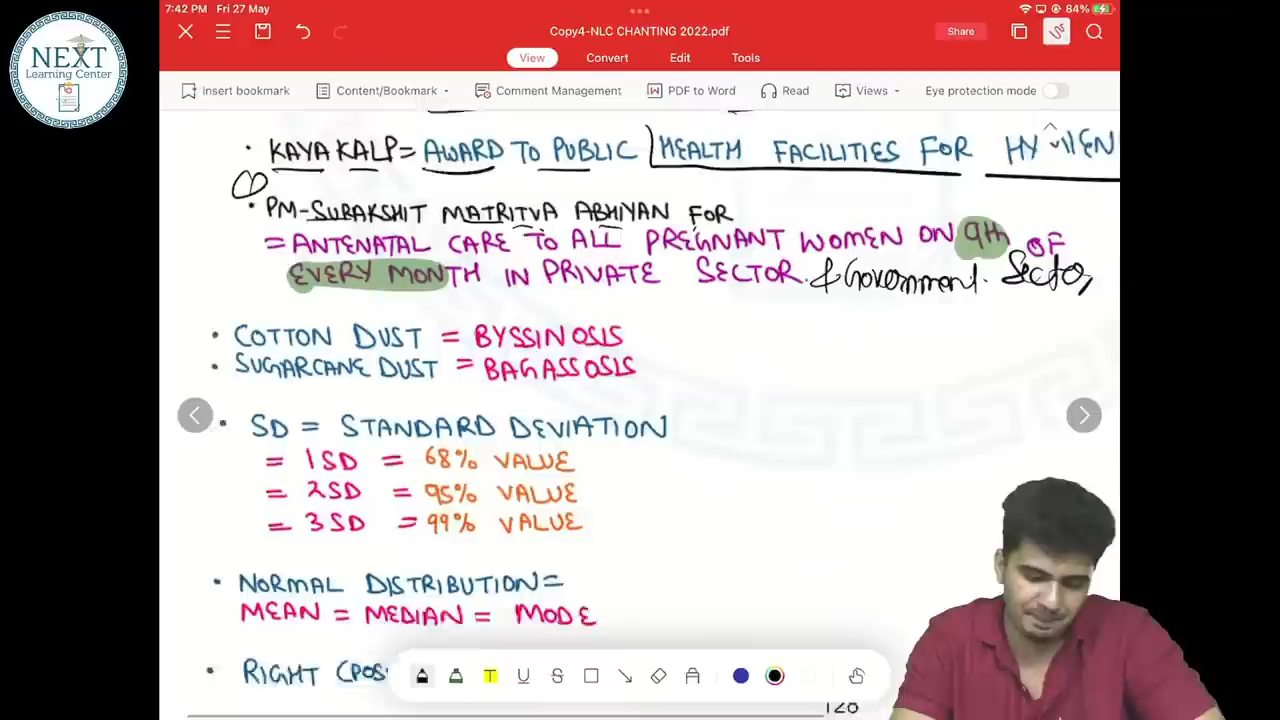 7:42 PM Fri 27 May
84%
NEXT
Learning Center
Copy4-NLC CHANTING 2022.pdf
Share
View
Convert
Edit
Tools
Insert bookmark
Content/Bookmark
Comment Management
PDF to Word
Read
Views
Eye protection mode
• KAYA KALP = AWARD TO PUBLIC HEALTH FACILITIES FOR
• PM-SURAKSHIT MATRITVA ABHIYAN FOR
= ANTENATAL CARE TO ALL PREGNANT WOMEN ON 9th OF
EVERY MONTH IN PRIVATE SECTOR. & Government. Sector,
• COTTON DUST = BYSSINOSIS
• SUGARCANE DUST = BAGASSOSIS
• SD = STANDARD DEVIATION
= 1SD = 68% VALUE
= 2SD = 95% VALUE
= 3SD = 99% VALUE
• NORMAL DISTRIBUTION =
MEAN = MEDIAN = MODE
• RIGHT (POS
128